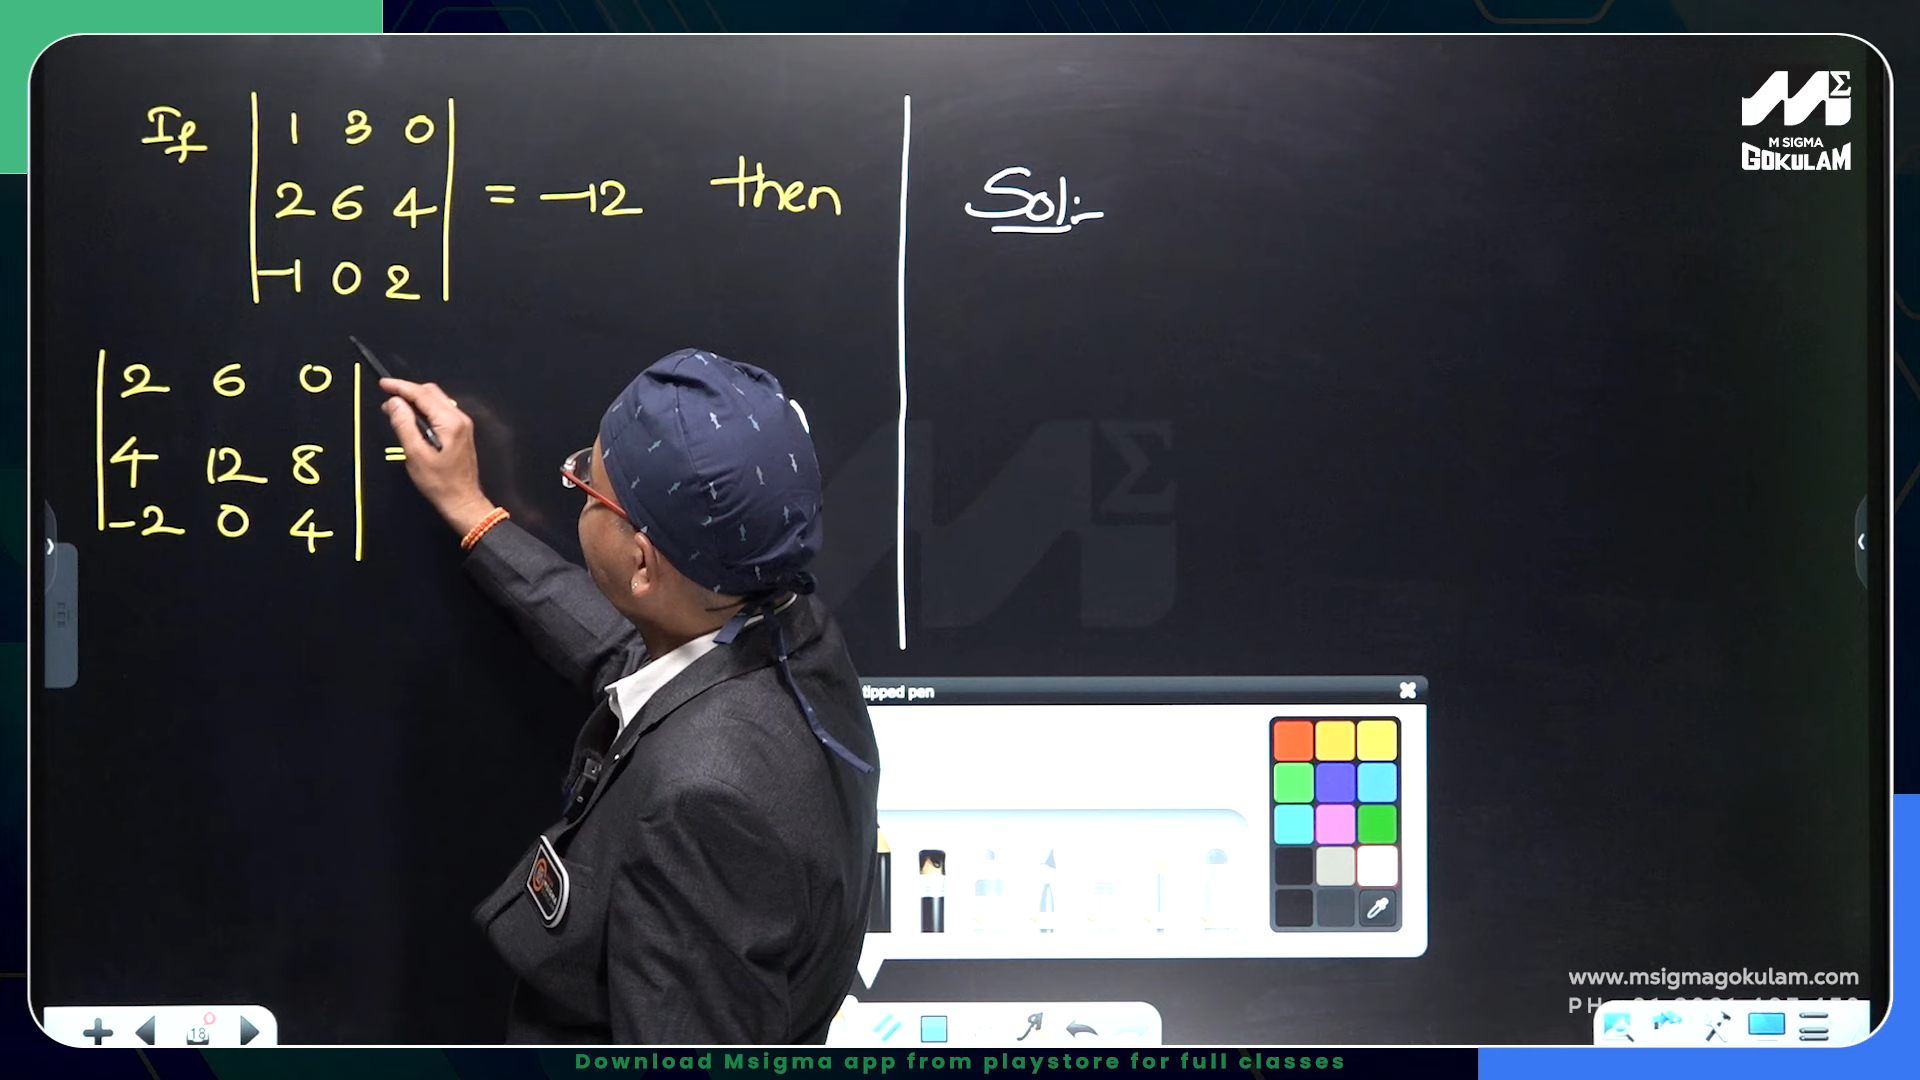 If | 1 3 0 |
| 2 6 4 | = -12 then
| -1 0 2 |
| 2 6 0 |
| 4 12 8 | =
| -2 0 4 |
Sol:-
M Σ
M SIGMA
GOKULAM
tipped pen
18
www.msigmagokulam.com
Download Msigma app from playstore for full classes